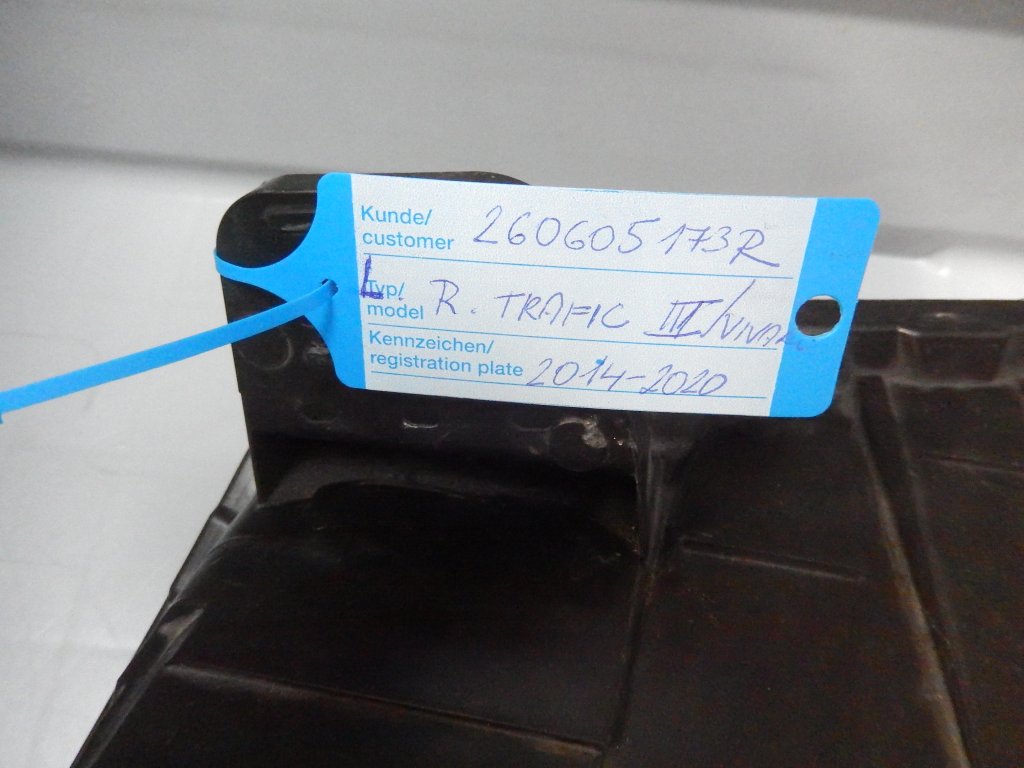 Kunde/
customer 260605173R
L.
Typ/
model R. TRAFIC III/VIVA
Kennzeichen/
registration plate 2014-2020